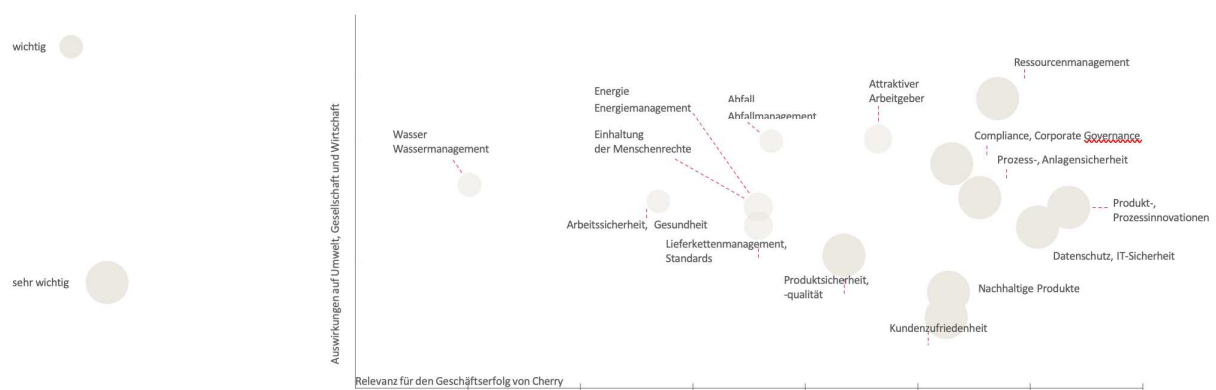 wichtig
sehr wichtig
Auswirkungen auf Umwelt, Gesellschaft und Wirtschaft
Ressourcenmanagement
Attraktiver
Arbeitgeber
Energie
Energiemanagement
Abfall
Abfallmanagement
Wasser
Wassermanagement
Einhaltung
der Menschenrechte
Compliance, Corporate Governance
Prozess-, Anlagensicherheit
Produkt-,
Prozessinnovationen
Arbeitssicherheit, Gesundheit
Lieferkettenmanagement,
Standards
Datenschutz, IT-Sicherheit
Produktsicherheit,
-qualität
Nachhaltige Produkte
Kundenzufriedenheit
Relevanz für den Geschäftserfolg von Cherry